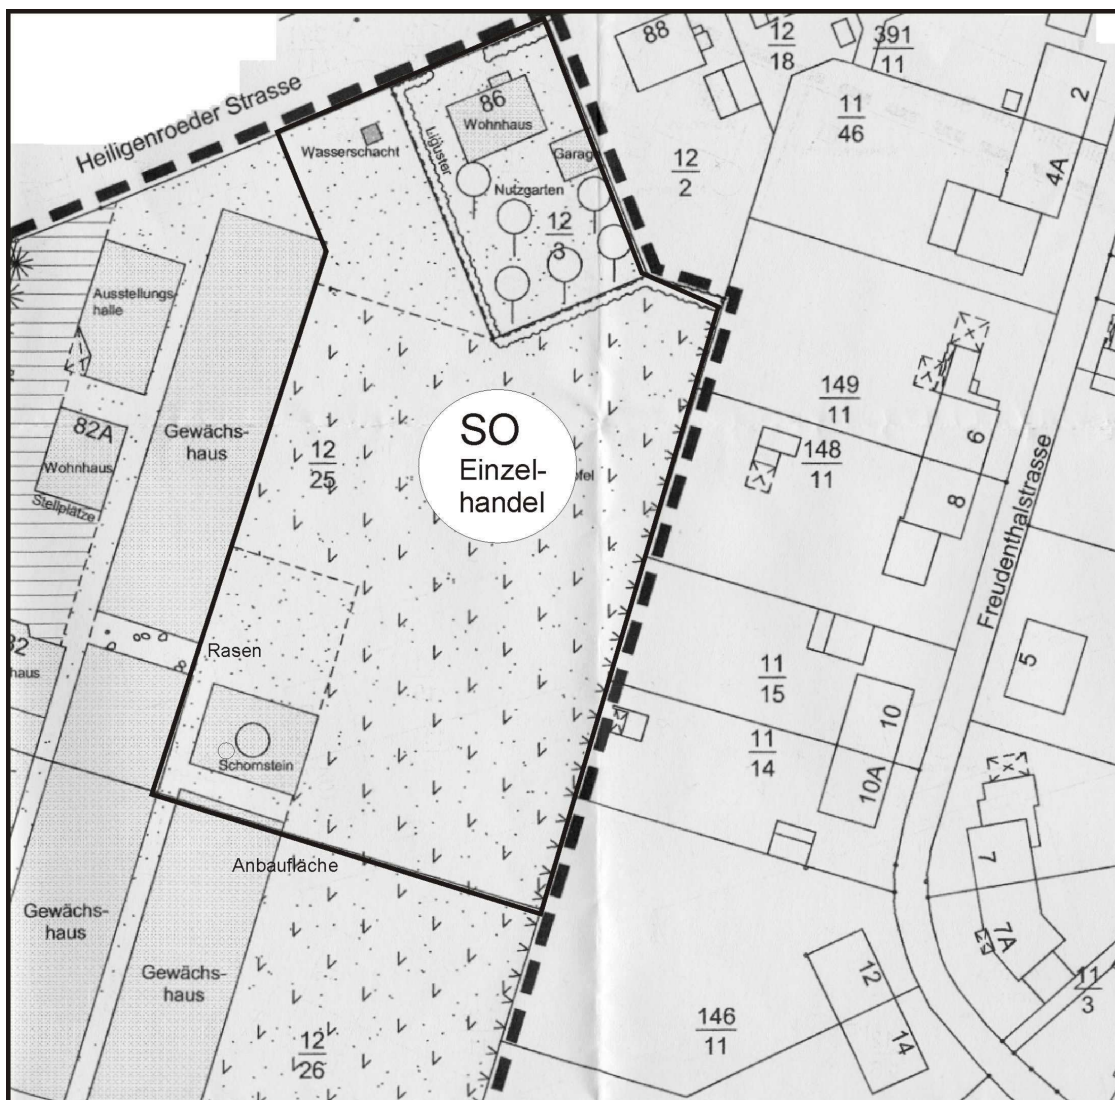 Heiligenroeder Strasse
88
12
18
391
11
2
86
Wohnhaus
11
46
Liguster
Wasserschacht
Garag
12
2
4A
Nutzgarten
12
3
Ausstellungs-
halle
149
11
SO
Einzel-
handel
82A
Gewächs-
haus
12
25
148
11
6
Wohnhaus
8
Stellplätze
Freudenthalstrasse
Rasen
11
15
5
haus
10
11
14
Schornstein
10A
Anbaufläche
7
Gewächs-
haus
7A
Gewächs-
haus
12
11
3
146
11
12
26
14